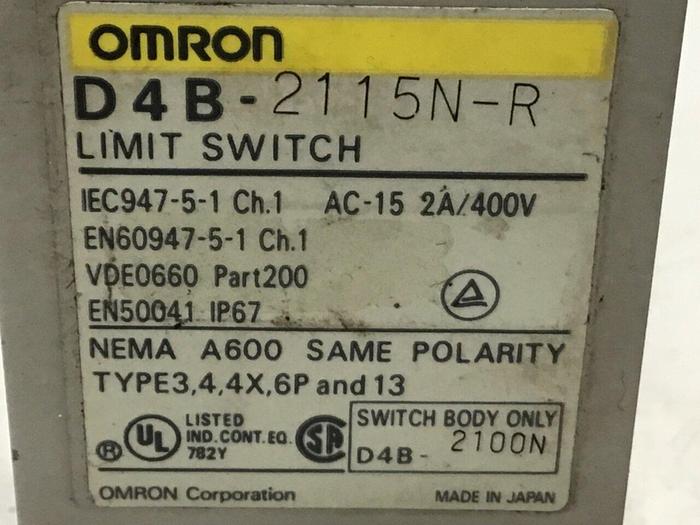 OMRON
D4B-2115N-R
LIMIT SWITCH
IEC947-5-1 Ch.1 AC-15 2A/400V
EN60947-5-1 Ch.1
VDE0660 Part200
EN50041 IP67
NEMA A600 SAME POLARITY
TYPE3,4,4X,6P and 13
® UL LISTED
IND.CONT.EQ.
782Y
SA
SWITCH BODY ONLY
D4B-2100N
OMRON Corporation MADE IN JAPAN